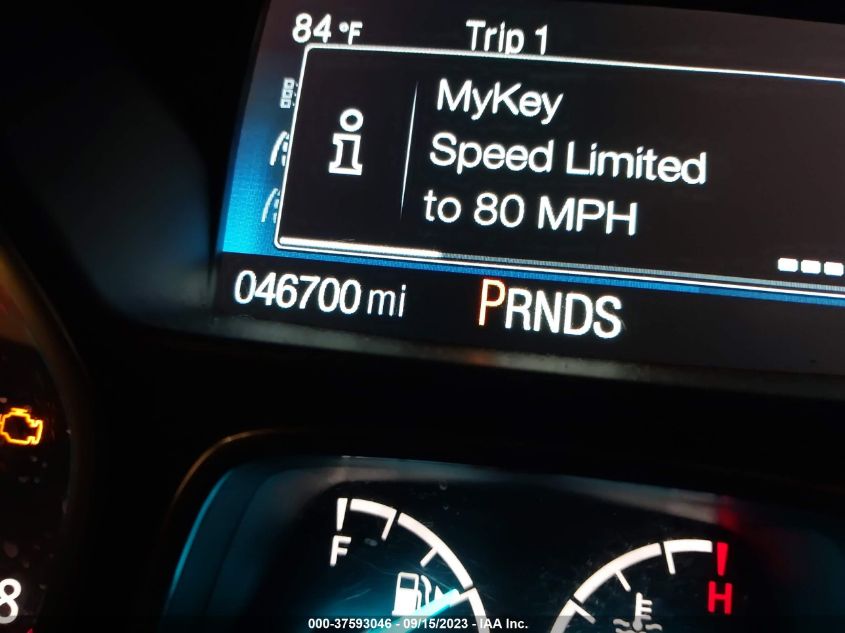 84 °F Trip 1
MyKey
Speed Limited
to 80 MPH
046700 mi PRNDS
F
H
8
000-37593046 - 09/15/2023 - IAA Inc.